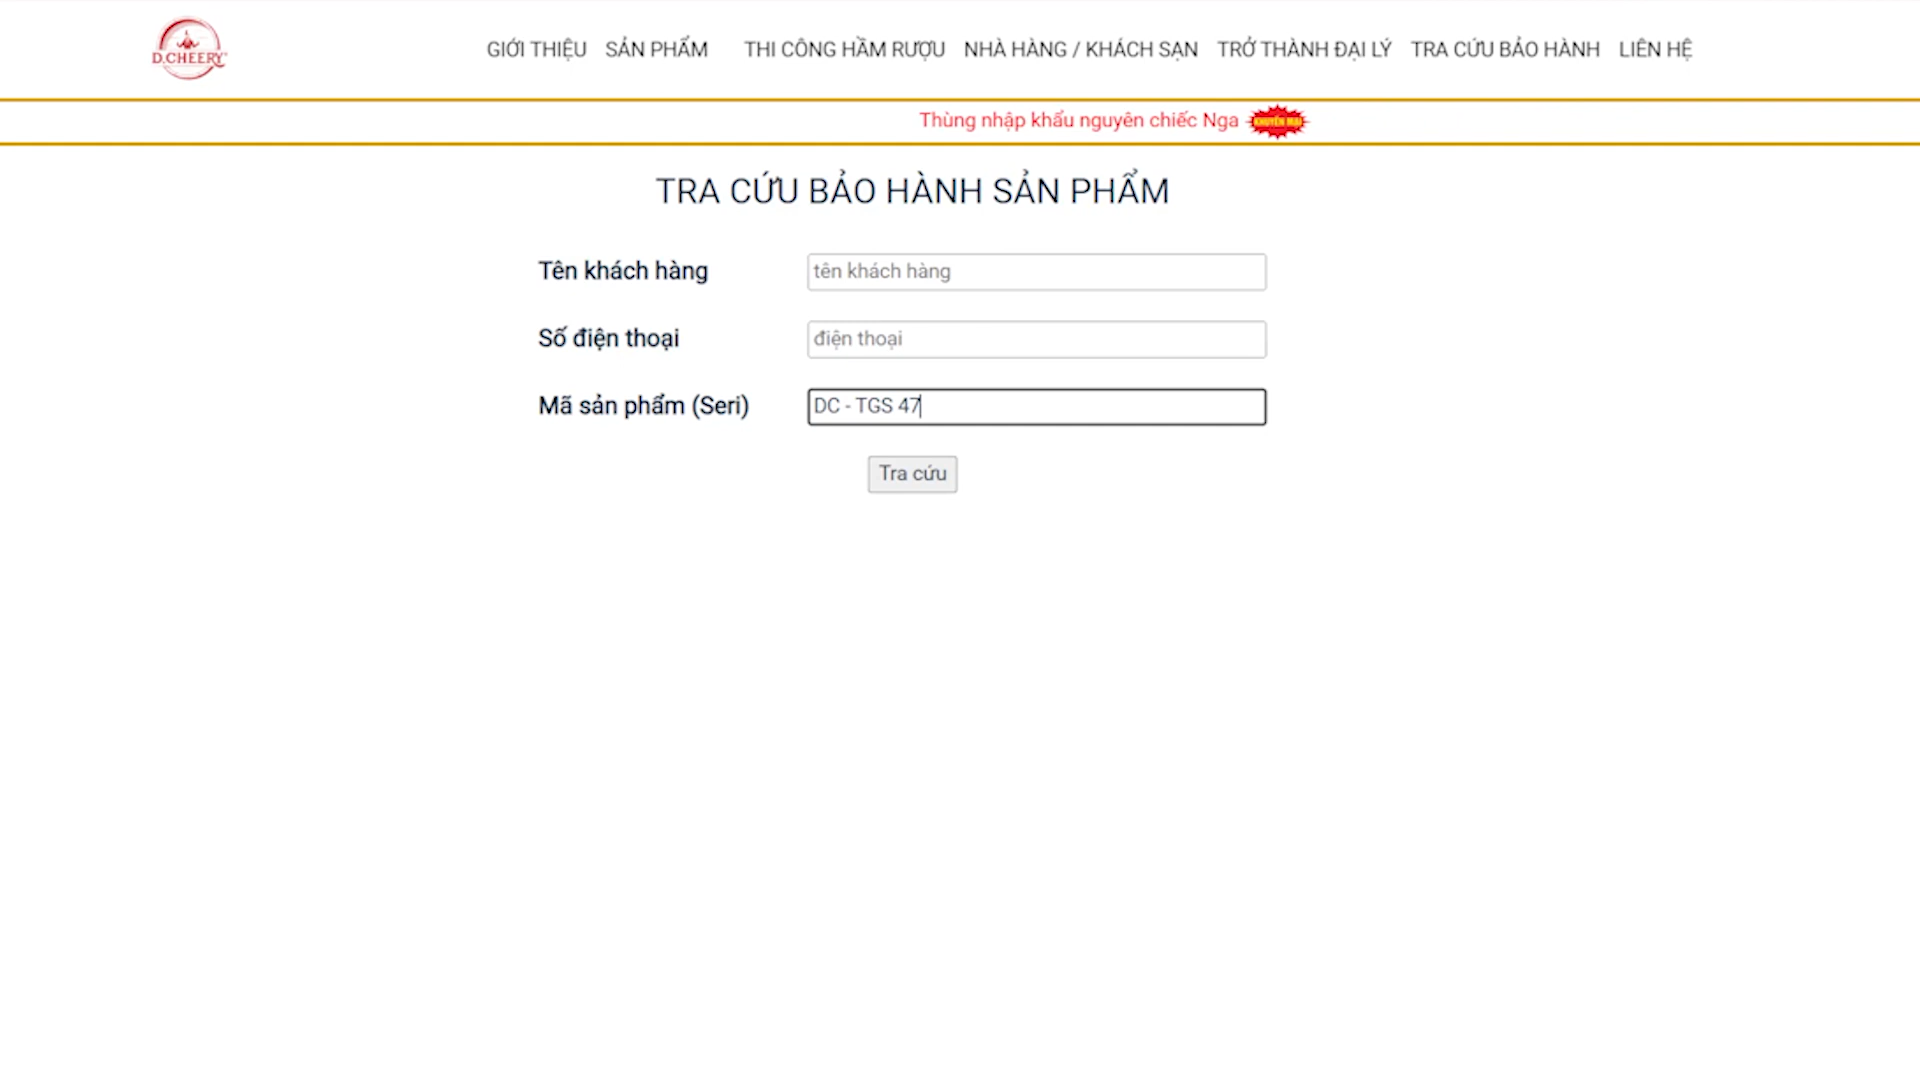 D.CHEERY
GIỚI THIỆU SẢN PHẨM THI CÔNG HẦM RƯỢU NHÀ HÀNG / KHÁCH SẠN TRỞ THÀNH ĐẠI LÝ TRA CỨU BẢO HÀNH LIÊN HỆ
Thùng nhập khẩu nguyên chiếc Nga KHUYẾN MẠI
TRA CỨU BẢO HÀNH SẢN PHẨM
Tên khách hàng tên khách hàng
Số điện thoại điện thoại
Mã sản phẩm (Seri) DC - TGS 47
Tra cứu